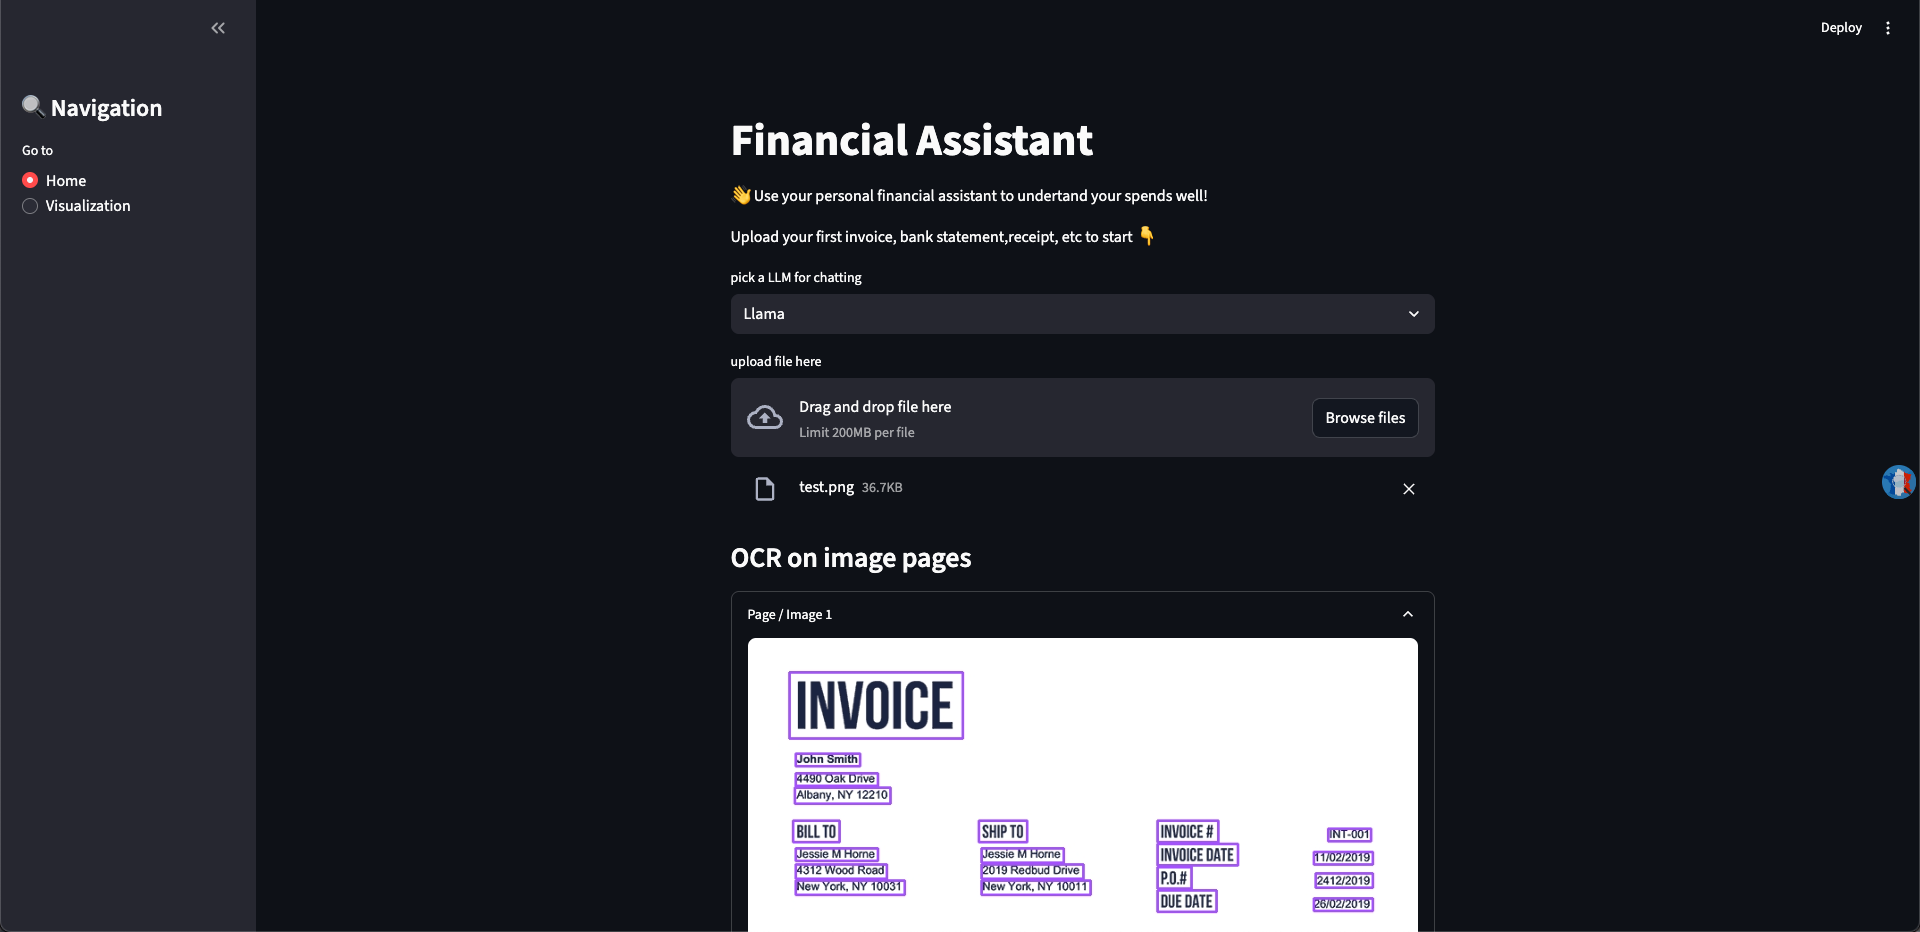 Deploy
Navigation
Go to
Home
Visualization
Financial Assistant
👋 Use your personal financial assistant to undertand your spends well!
Upload your first invoice, bank statement,receipt, etc to start 👇
pick a LLM for chatting
Llama
upload file here
Drag and drop file here
Limit 200MB per file
Browse files
test.png 36.7KB
OCR on image pages
Page / Image 1
INVOICE
John Smith
4490 Oak Drive
Albany, NY 12210
BILL TO
Jessie M Horne
4312 Wood Road
New York, NY 10031
SHIP TO
Jessie M Horne
2019 Redbud Drive
New York, NY 10011
INVOICE # INT-001
INVOICE DATE 11/02/2019
P.O.# 2412/2019
DUE DATE 26/02/2019